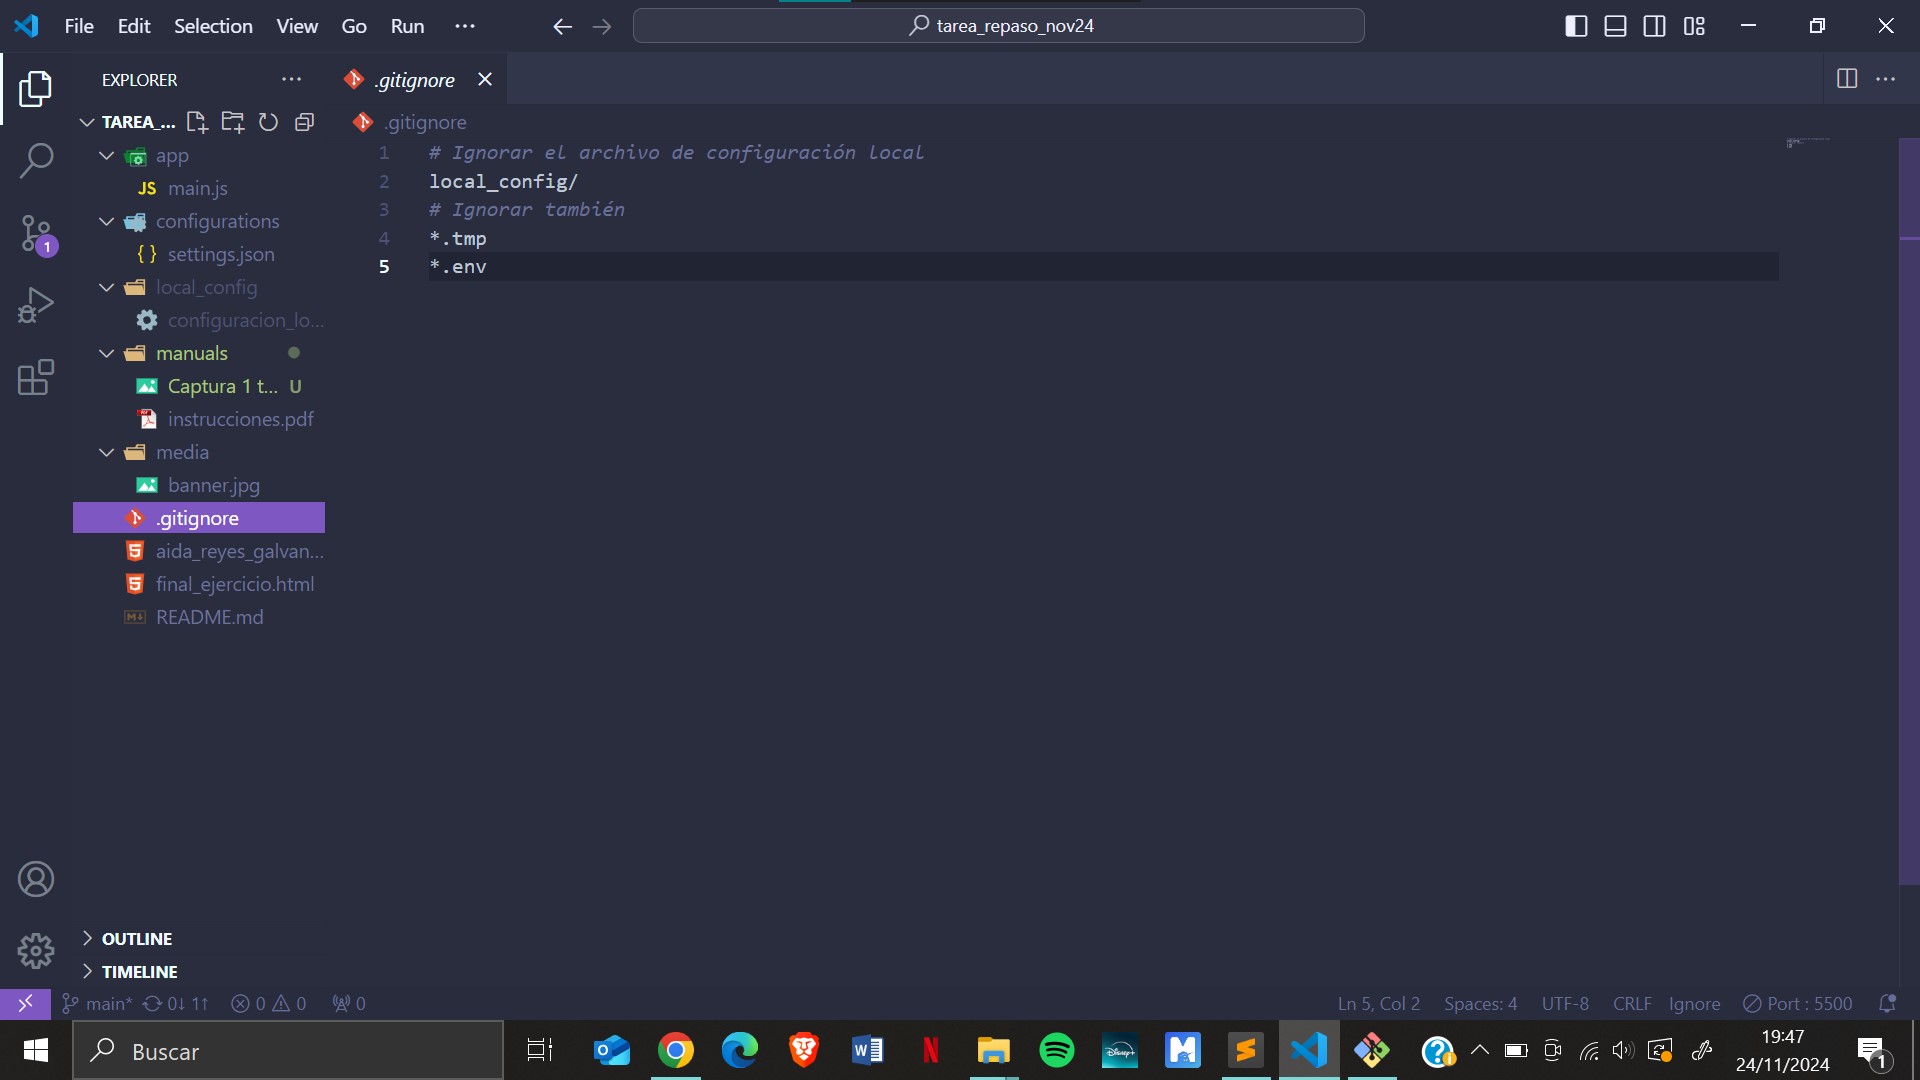 File Edit Selection View Go Run
tarea_repaso_nov24
EXPLORER
.gitignore
TAREA_...
.gitignore
app
main.js
configurations
settings.json
local_config
configuracion_lo...
manuals
Captura 1 t... U
instrucciones.pdf
media
banner.jpg
.gitignore
aida_reyes_galvan...
final_ejercicio.html
README.md
1 # Ignorar el archivo de configuración local
2 local_config/
3 # Ignorar también
4 *.tmp
5 *.env
1
OUTLINE
TIMELINE
main* 0↓ 1↑ 0 0 0
Ln 5, Col 2 Spaces: 4 UTF-8 CRLF Ignore Port : 5500
Buscar
19:47
24/11/2024
1